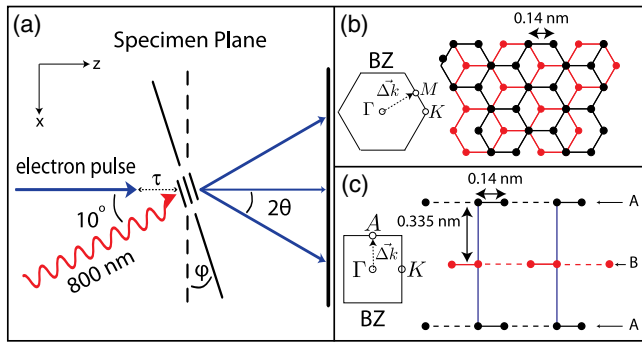 (a)
Specimen Plane
z
x
electron pulse
τ
10°
800 nm
2θ
φ
(b)
0.14 nm
BZ
Δk⃗
M
Γ
K
(c)
0.14 nm
A
0.335 nm
A
Δk⃗
Γ
K
B
BZ
A